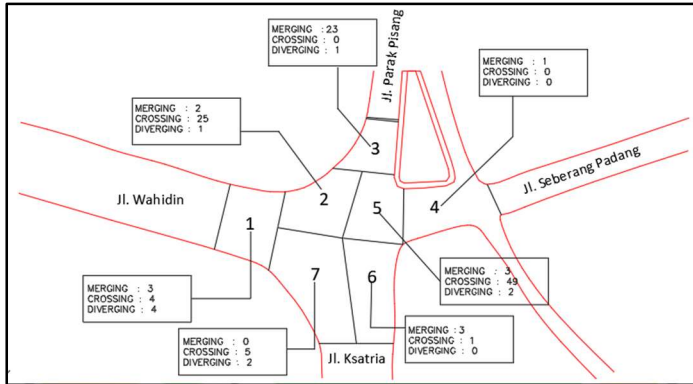 MERGING : 23
CROSSING : 0
DIVERGING : 1
Jl. Parak Pisang
MERGING : 1
CROSSING : 0
DIVERGING : 0
MERGING : 2
CROSSING : 25
DIVERGING : 1
3
Jl. Seberang Padang
Jl. Wahidin
2
5
4
1
7
6
MERGING : 3
CROSSING : 49
DIVERGING : 2
MERGING : 3
CROSSING : 4
DIVERGING : 4
MERGING : 3
CROSSING : 1
DIVERGING : 0
MERGING : 0
CROSSING : 5
DIVERGING : 2
Jl. Ksatria